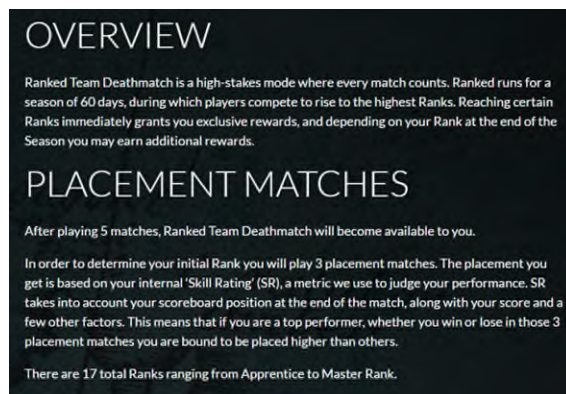 OVERVIEW
Ranked Team Deathmatch is a high-stakes mode where every match counts. Ranked runs for a
season of 60 days, during which players compete to rise to the highest Ranks. Reaching certain
Ranks immediately grants you exclusive rewards, and depending on your Rank at the end of the
Season you may earn additional rewards.
PLACEMENT MATCHES
After playing 5 matches, Ranked Team Deathmatch will become available to you.
In order to determine your initial Rank you will play 3 placement matches. The placement you
get is based on your internal 'Skill Rating' (SR), a metric we use to judge your performance. SR
takes into account your scoreboard position at the end of the match, along with your score and a
few other factors. This means that if you are a top performer, whether you win or lose in those 3
placement matches you are bound to be placed higher than others.
There are 17 total Ranks ranging from Apprentice to Master Rank.